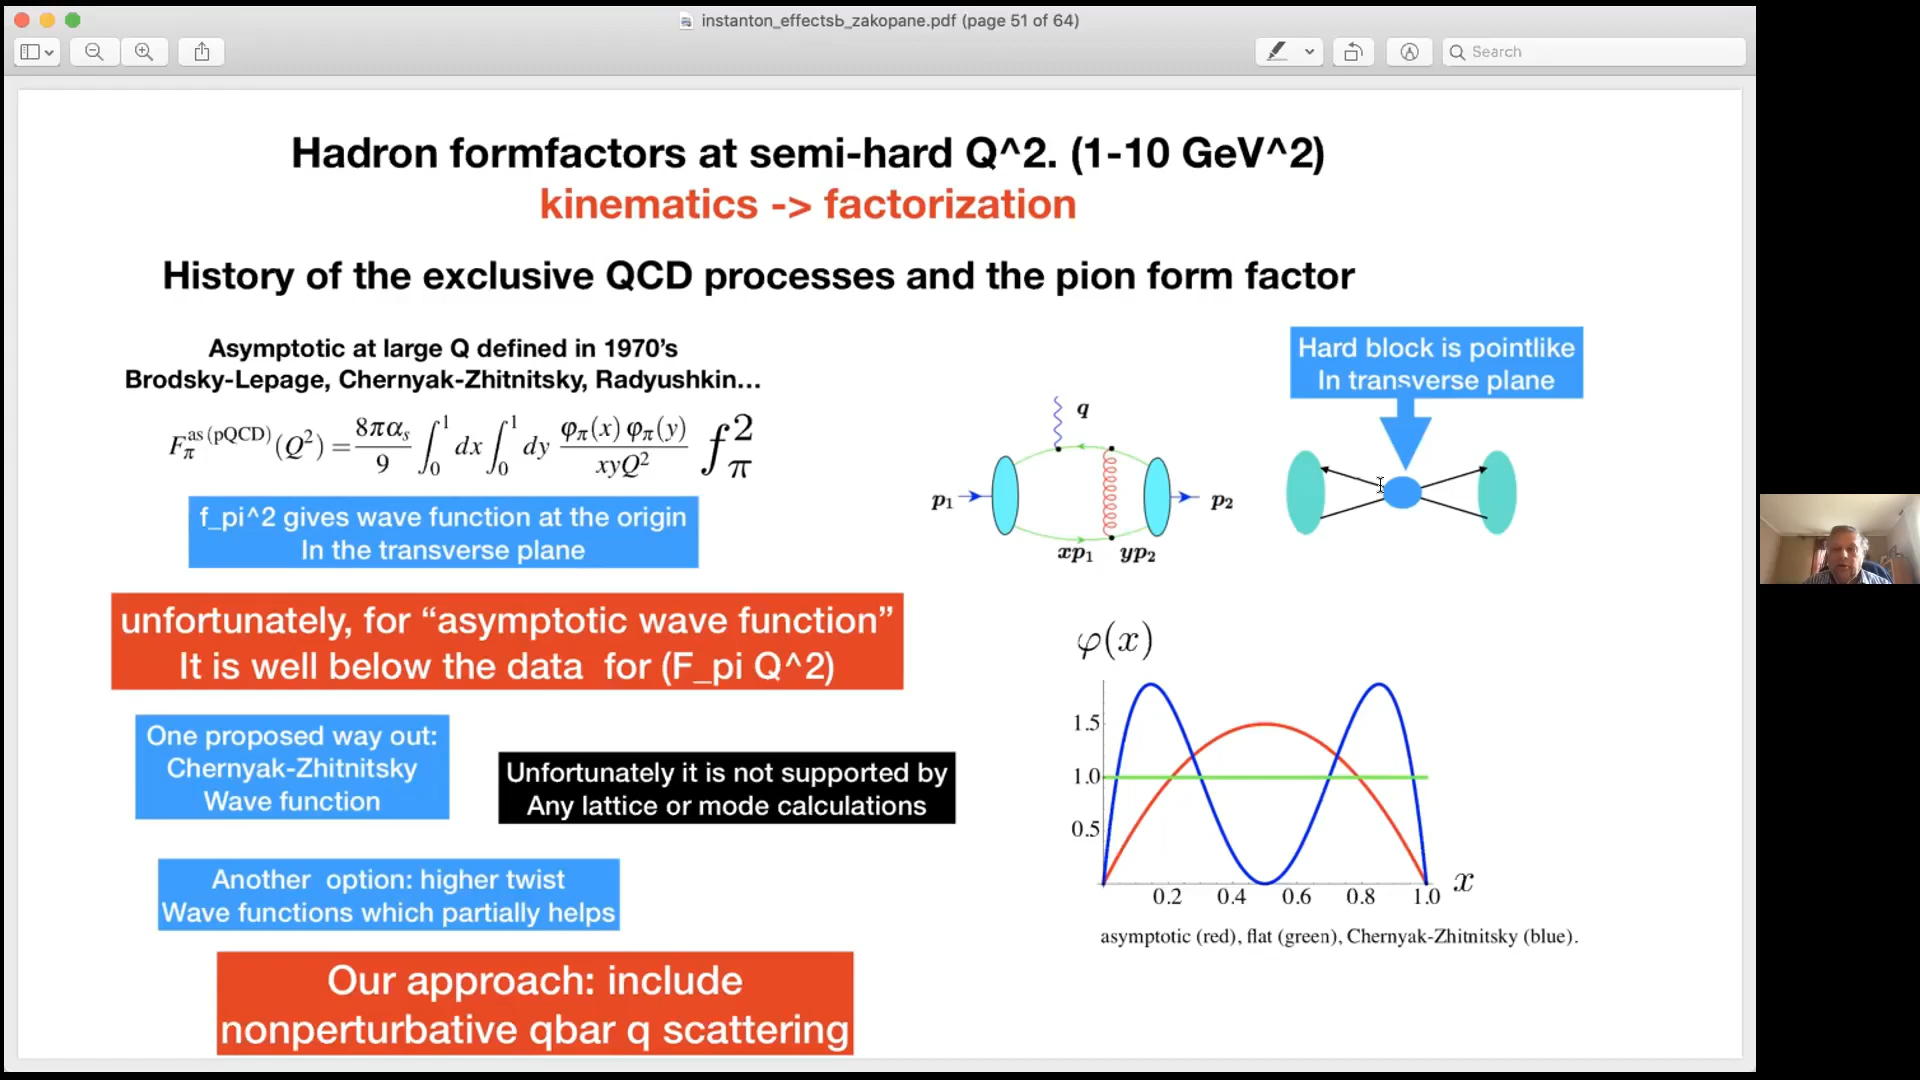 instanton_effectsb_zakopane.pdf (page 51 of 64)
Search
Hadron formfactors at semi-hard Q^2. (1-10 GeV^2)
kinematics -> factorization
History of the exclusive QCD processes and the pion form factor
Asymptotic at large Q defined in 1970's
Brodsky-Lepage, Chernyak-Zhitnitsky, Radyushkin...
F_π^{as (pQCD)}(Q²) = 8πα_s/9 ∫_0^1 dx ∫_0^1 dy φ_π(x) φ_π(y)/xyQ² f_π^2
f_pi^2 gives wave function at the origin
In the transverse plane
unfortunately, for “asymptotic wave function”
It is well below the data for (F_pi Q^2)
One proposed way out:
Chernyak-Zhitnitsky
Wave function
Unfortunately it is not supported by
Any lattice or mode calculations
Another option: higher twist
Wave functions which partially helps
Our approach: include
nonperturbative qbar q scattering
q
p₁
p₂
xp₁ yp₂
Hard block is pointlike
In transverse plane
φ(x)
1.5
1.0
0.5
0.2 0.4 0.6 0.8 1.0 x
asymptotic (red), flat (green), Chernyak-Zhitnitsky (blue).